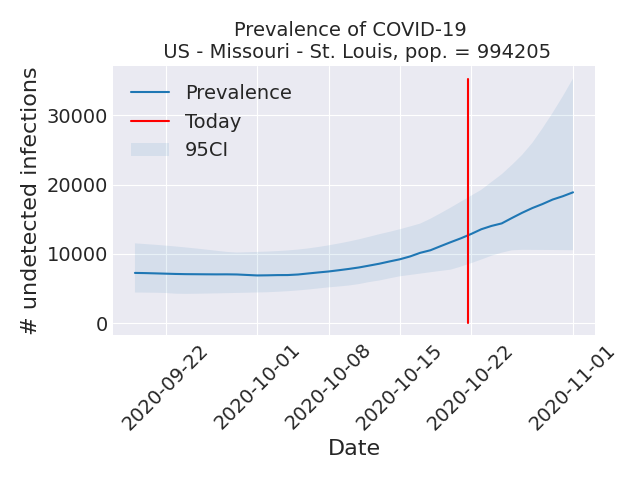 Prevalence of COVID-19
US - Missouri - St. Louis, pop. = 994205
# undetected infections
30000
20000
10000
0
Prevalence
Today
95CI
2020-09-22
2020-10-01
2020-10-08
2020-10-15
2020-10-22
2020-11-01
Date